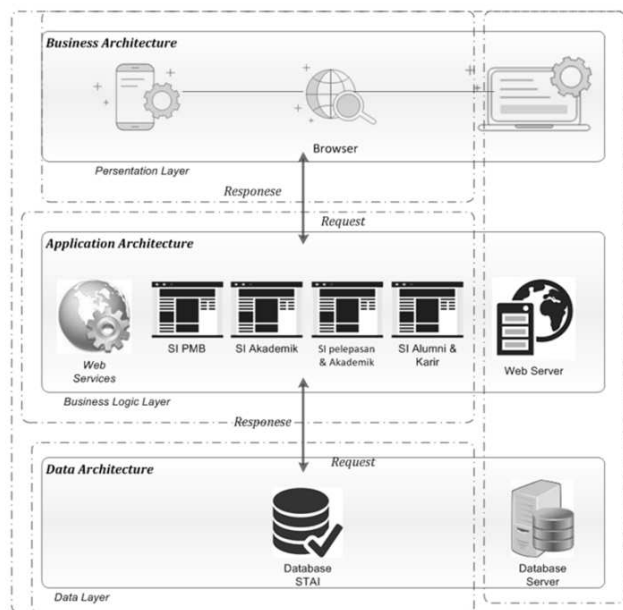 Business Architecture
Browser
Persentation Layer
Responese
Request
Application Architecture
Web
Services
SI PMB
SI Akademik
SI pelepasan
& Akademik
SI Alumni &
Karir
Web Server
Business Logic Layer
Responese
Request
Data Architecture
Database
STAI
Database
Server
Data Layer